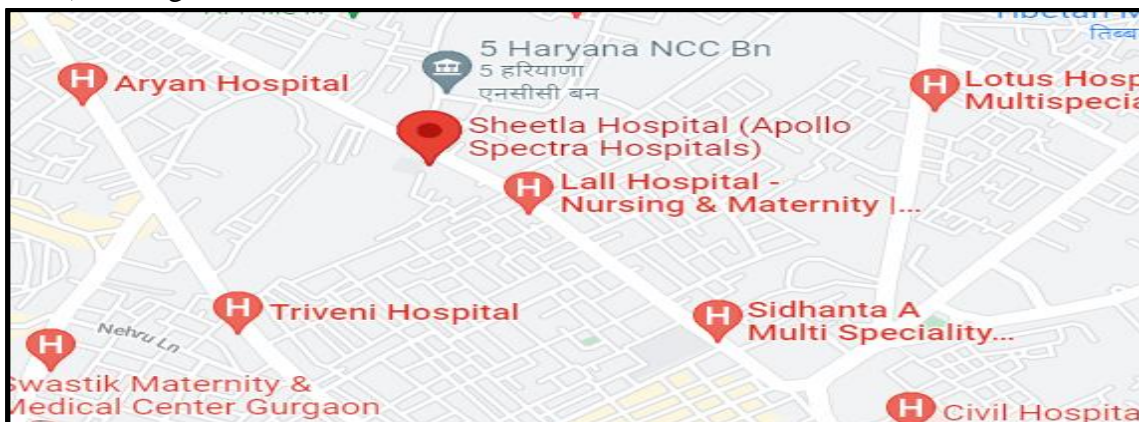 5 Haryana NCC Bn
5 हरियाणा
एनसीसी बन
Aryan Hospital
Lotus Hosp
Multispecia
Sheetla Hospital (Apollo
Spectra Hospitals)
Lall Hospital -
Nursing & Maternity |...
Triveni Hospital
Sidhanta A
Multi Speciality...
Nehru Ln
Swastik Maternity &
Medical Center Gurgaon
Civil Hospita